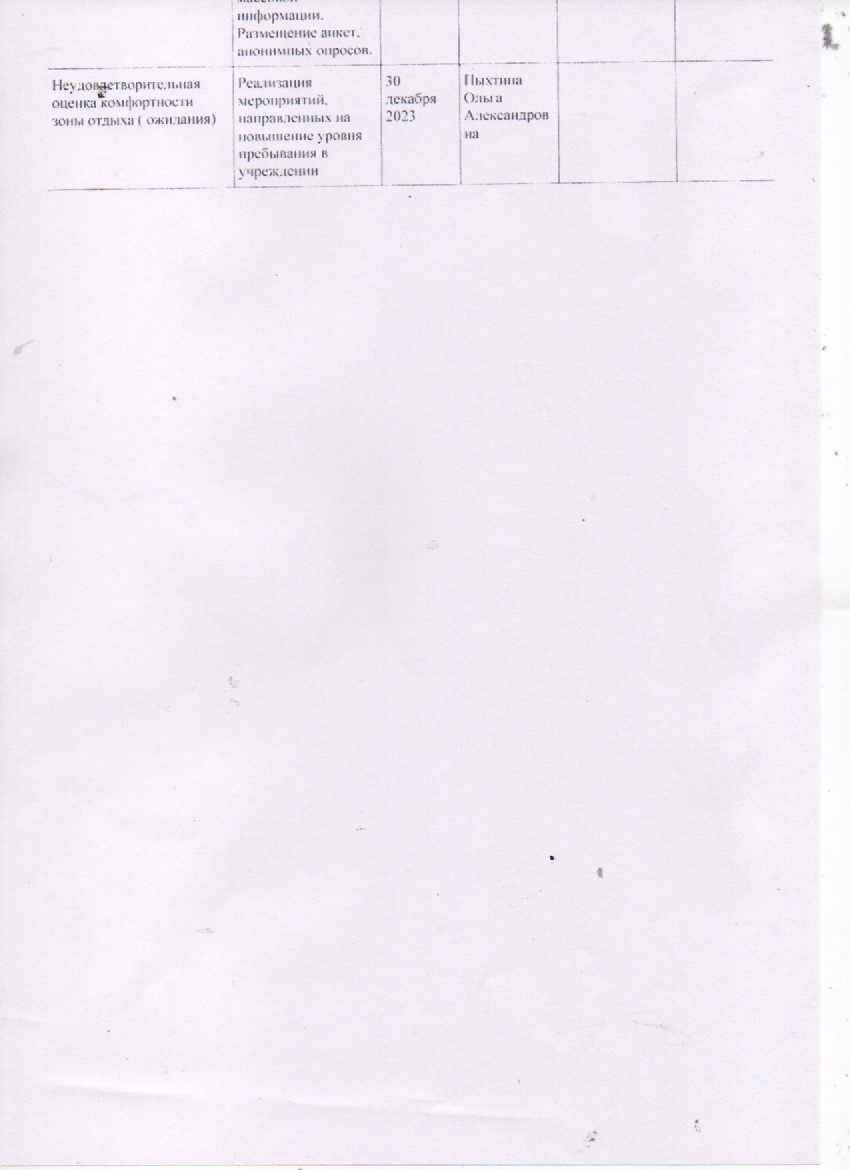 информации.
Размещение анкет,
анонимных опросов.
Неудовлетворительная
оценка комфортности
зоны отдыха ( ожидания)
Реализация
мероприятий,
направленных на
повышение уровня
пребывания в
учреждении
30
декабря
2023
Пыхтина
Ольга
Александров
на